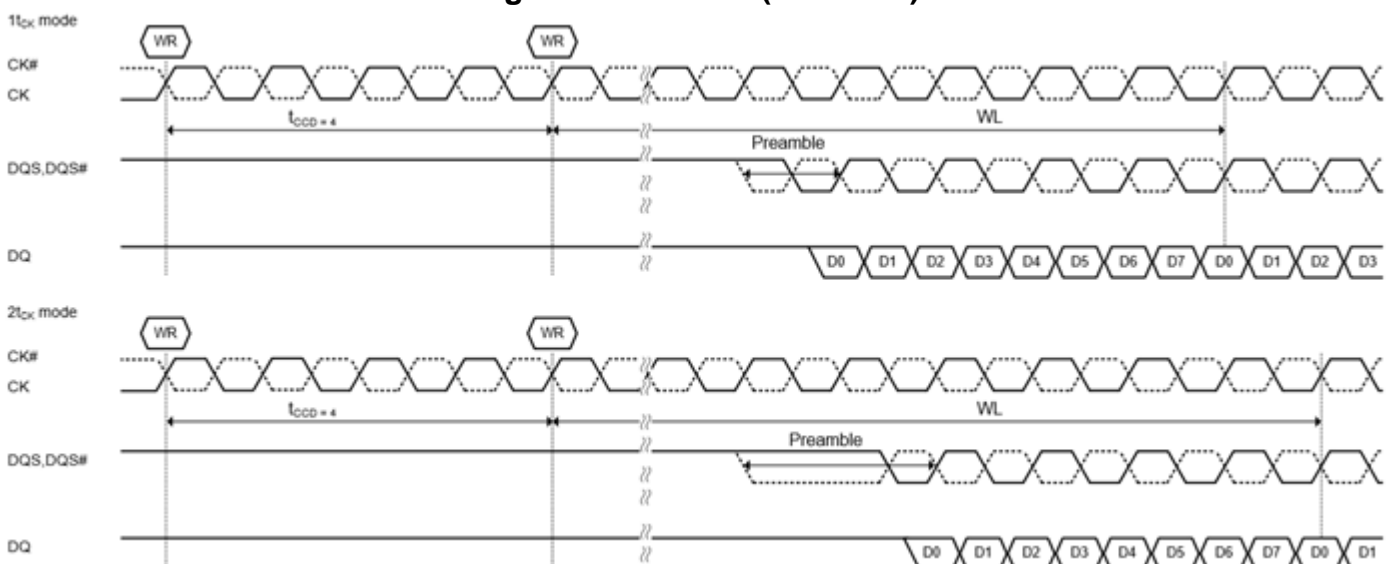 1tCK mode
WR WR
CK#
CK
tCCD = 4 WL
Preamble
DQS,DQS#
DQ D0 D1 D2 D3 D4 D5 D6 D7 D0 D1 D2 D3
2tCK mode
WR WR
CK#
CK
tCCD = 4 WL
Preamble
DQS,DQS#
DQ D0 D1 D2 D3 D4 D5 D6 D7 D0 D1